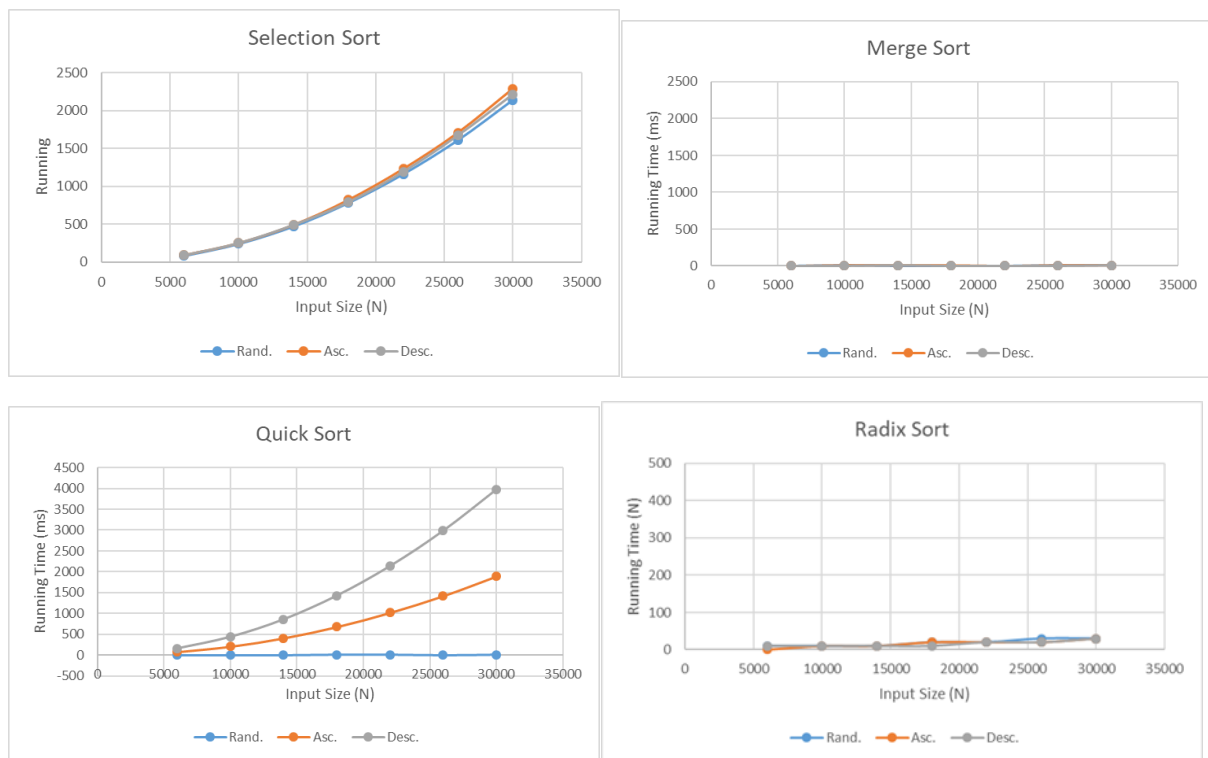 Selection Sort
2500
2000
1500
1000
500
0
Running
0 5000 10000 15000 20000 25000 30000 35000
Input Size (N)
Rand. Asc. Desc.
Merge Sort
2500
2000
1500
1000
500
0
Running Time (ms)
0 5000 10000 15000 20000 25000 30000 35000
Input Size (N)
Rand. Asc. Desc.
Quick Sort
4500
4000
3500
3000
2500
2000
1500
1000
500
0
-500
Running Time (ms)
0 5000 10000 15000 20000 25000 30000 35000
Input Size (N)
Rand. Asc. Desc.
Radix Sort
500
400
300
200
100
0
Running Time (N)
0 5000 10000 15000 20000 25000 30000 35000
Input Size (N)
Rand. Asc. Desc.